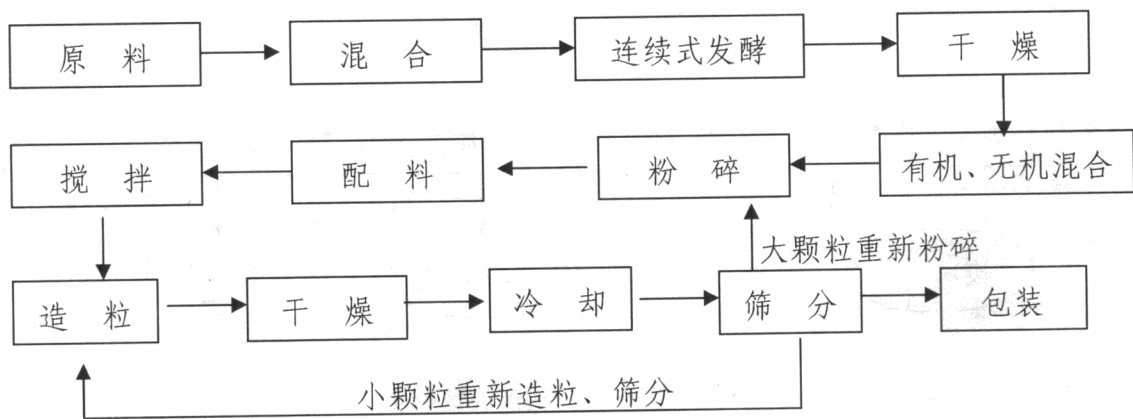 原料
混合
连续式发酵
干燥
搅拌
配料
粉碎
有机、无机混合
大颗粒重新粉碎
造粒
干燥
冷却
筛分
包装
小颗粒重新造粒、筛分